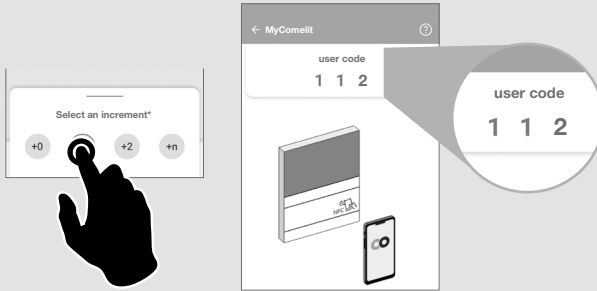 Select an increment*
+0
+2
+n
← MyComelit
?
user code
1 1 2
NFC
user code
1 1 2